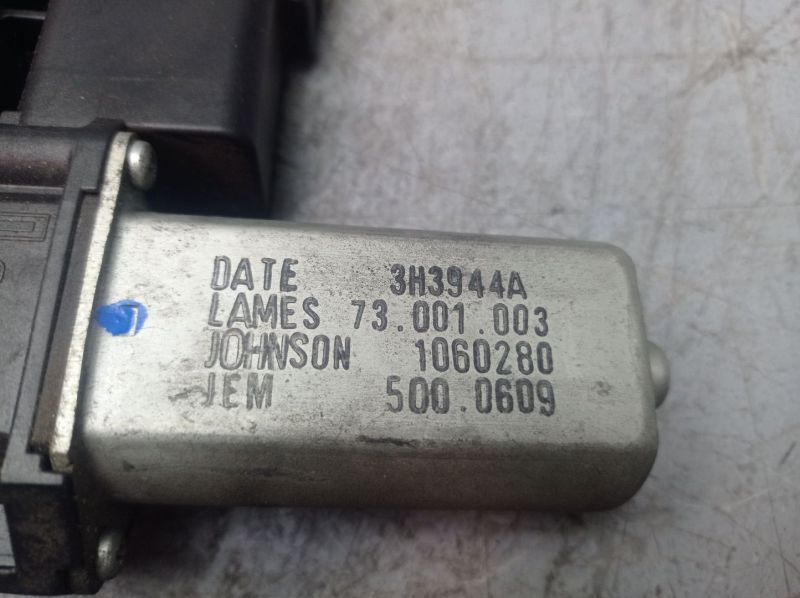 DATE 3H3944A
LAMES 73.001.003
JOHNSON 1060280
JEM 500.0609